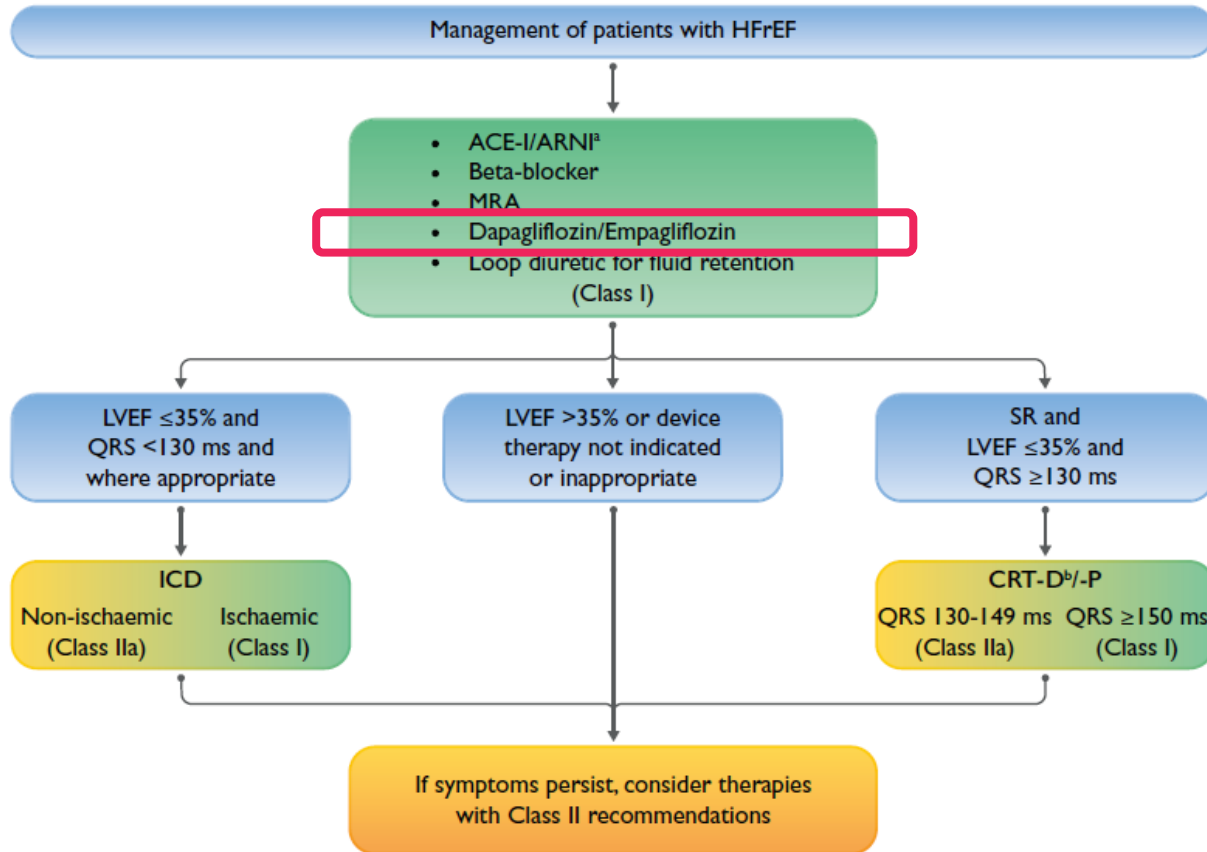 Management of patients with HFrEF
• ACE-I/ARNIᵃ
• Beta-blocker
• MRA
• Dapagliflozin/Empagliflozin
• Loop diuretic for fluid retention
(Class I)
LVEF ≤35% and
QRS <130 ms and
where appropriate
LVEF >35% or device
therapy not indicated
or inappropriate
SR and
LVEF ≤35% and
QRS ≥130 ms
ICD
Non-ischaemic Ischaemic
(Class IIa) (Class I)
CRT-Dᵇ/-P
QRS 130-149 ms QRS ≥150 ms
(Class IIa) (Class I)
If symptoms persist, consider therapies
with Class II recommendations